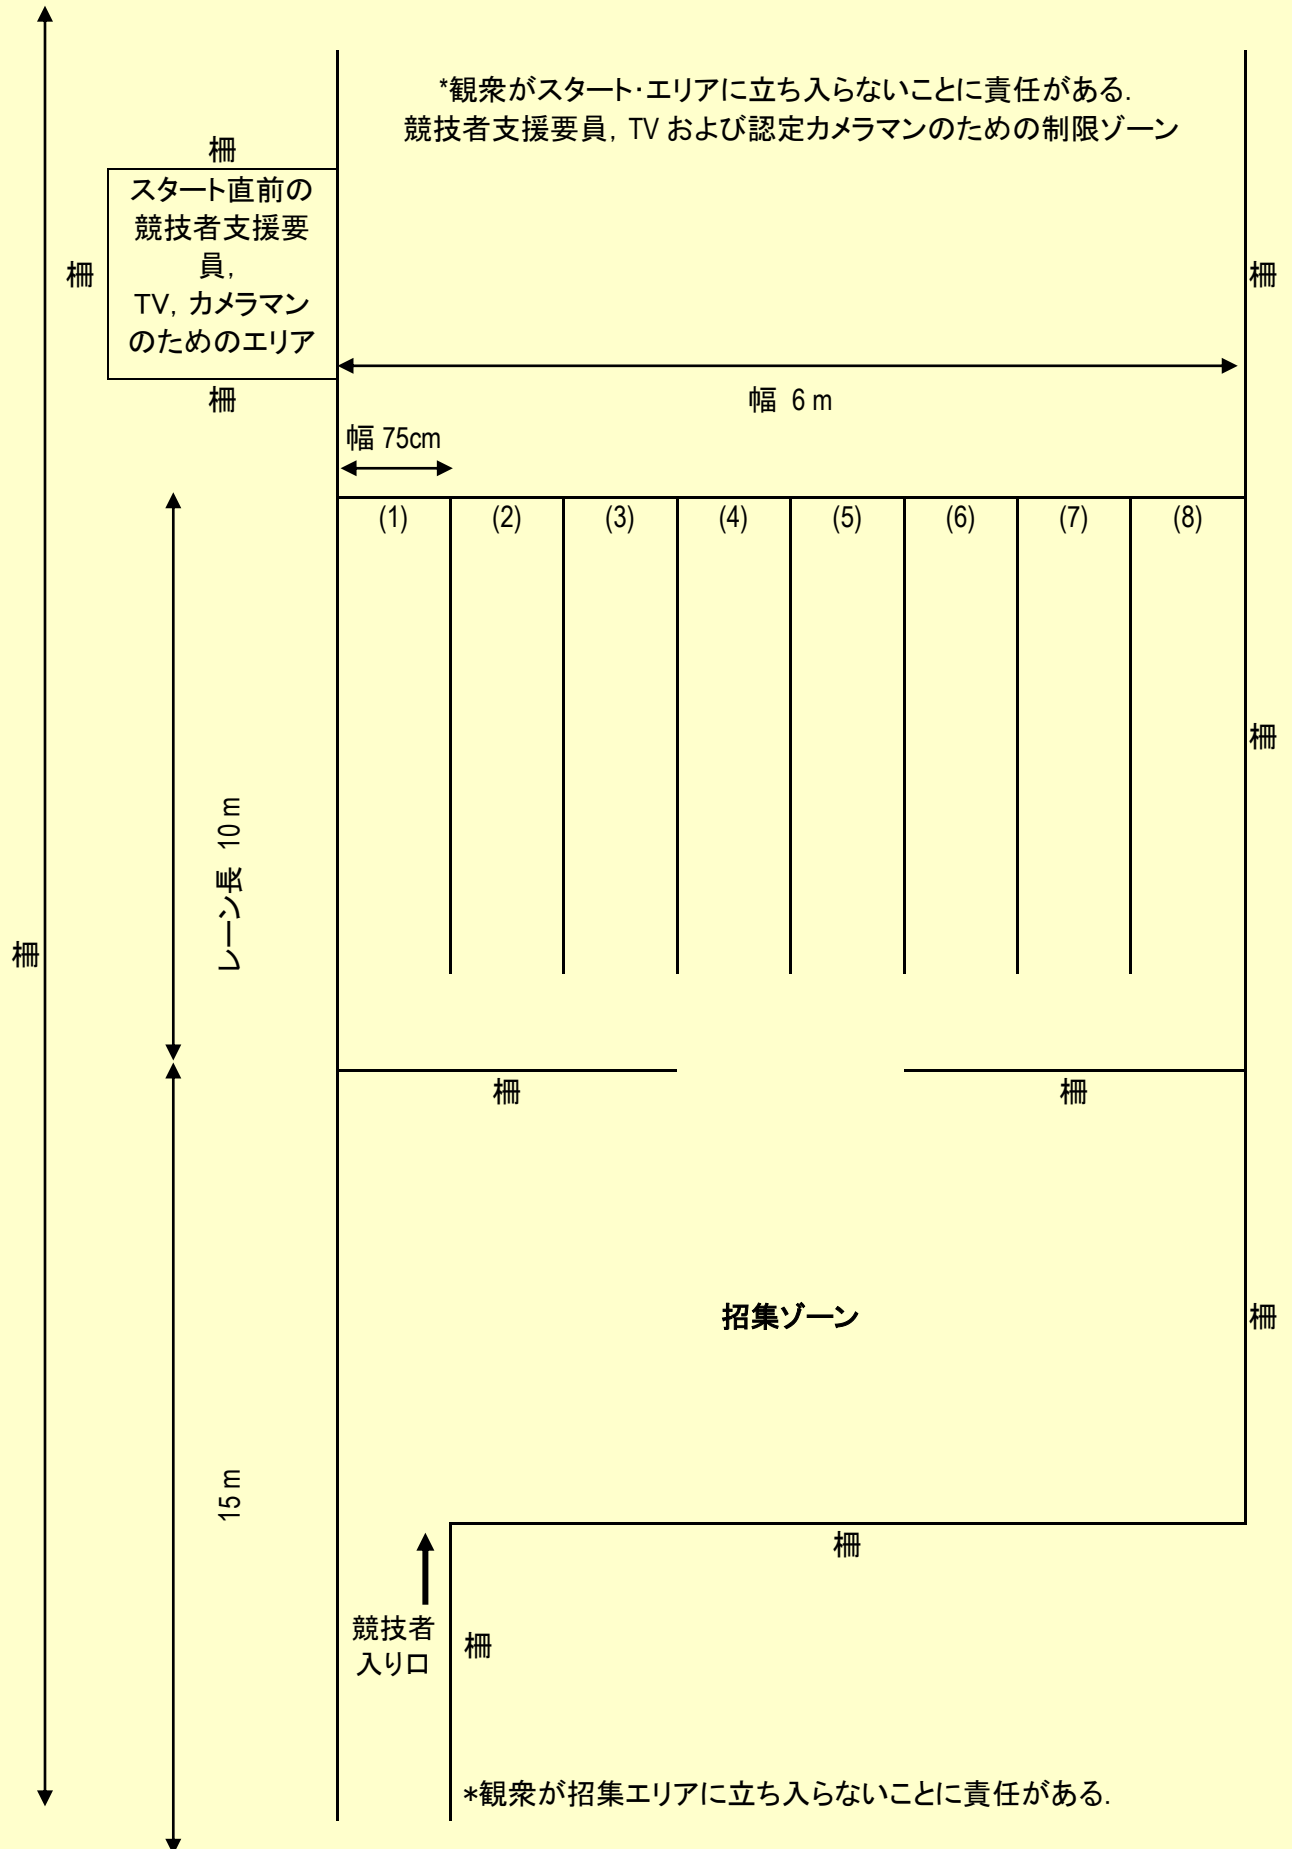 *観衆がスタート・エリアに立ち入らないことに責任がある.
競技者支援要員, TV および認定カメラマンのための制限ゾーン
柵
スタート直前の
競技者支援要
員,
TV, カメラマン
のためのエリア
柵
柵
柵
幅 6 m
幅 75cm
(1) (2) (3) (4) (5) (6) (7) (8)
柵
レーン長 10 m
柵
柵
柵
招集ゾーン
柵
15 m
柵
競技者
入り口
柵
*観衆が招集エリアに立ち入らないことに責任がある.